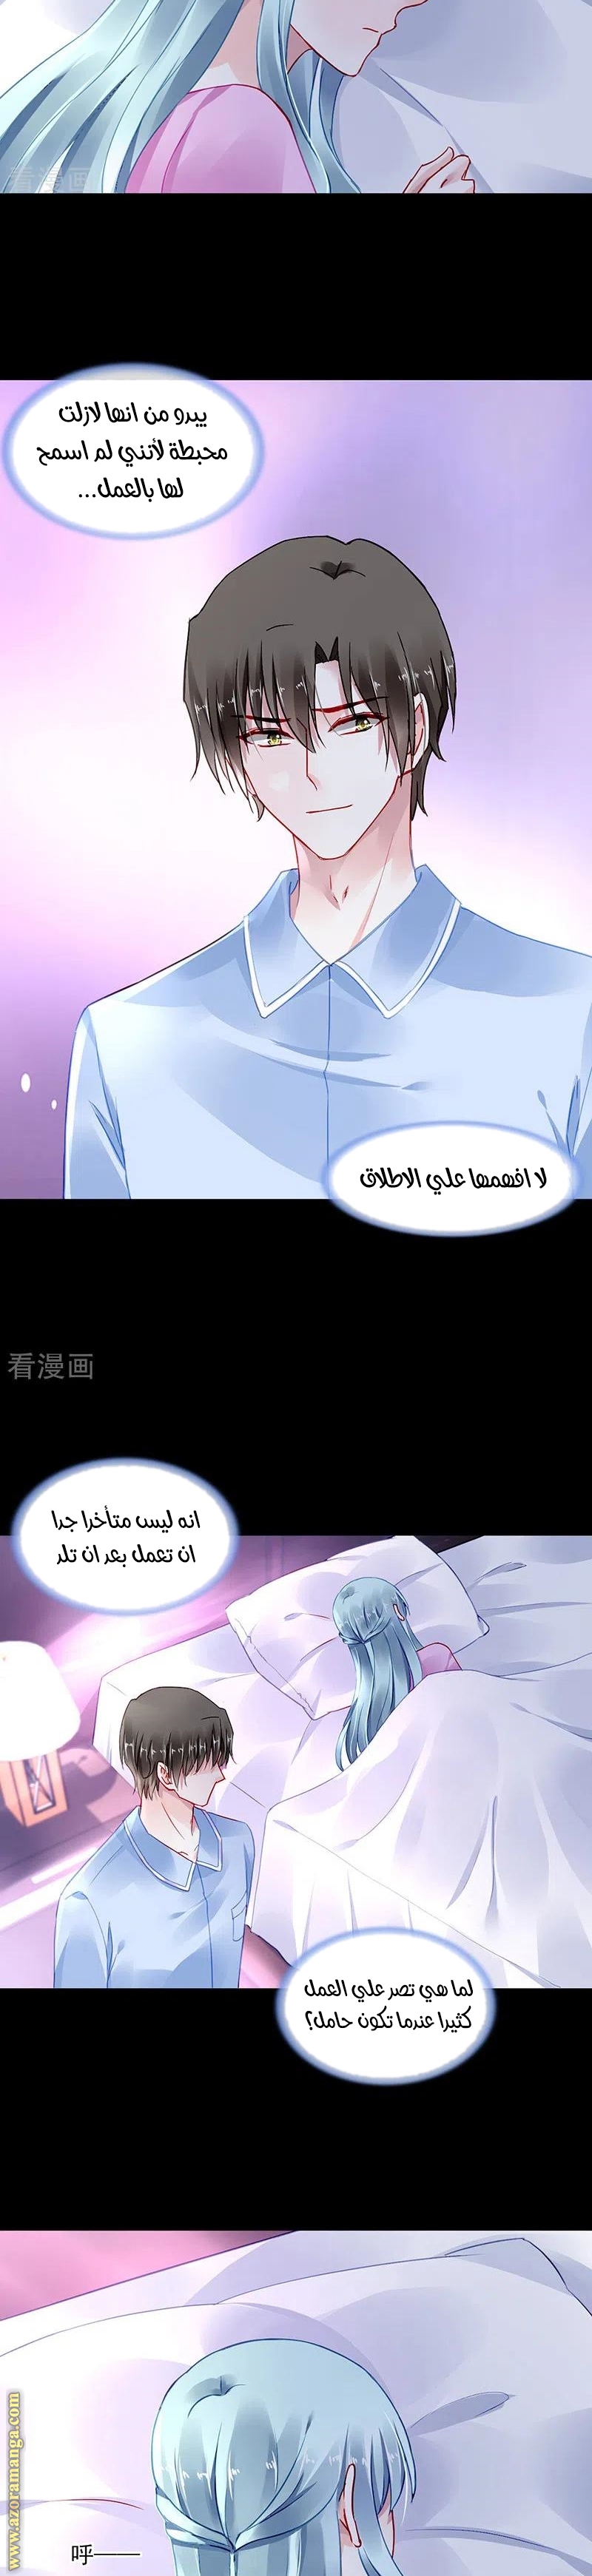 看漫画
يبدو من انها لازلت
محبطة لأنني لم اسمح
لها بالعمل...
لا افهمها علي الاطلاق
看漫画
انه ليس متأخرا جدا
ان تعمل بعد ان تلد
لما هي تصر علي العمل
كثيرا عندما تكون حامل؟
www.azoramanga.com
呼——